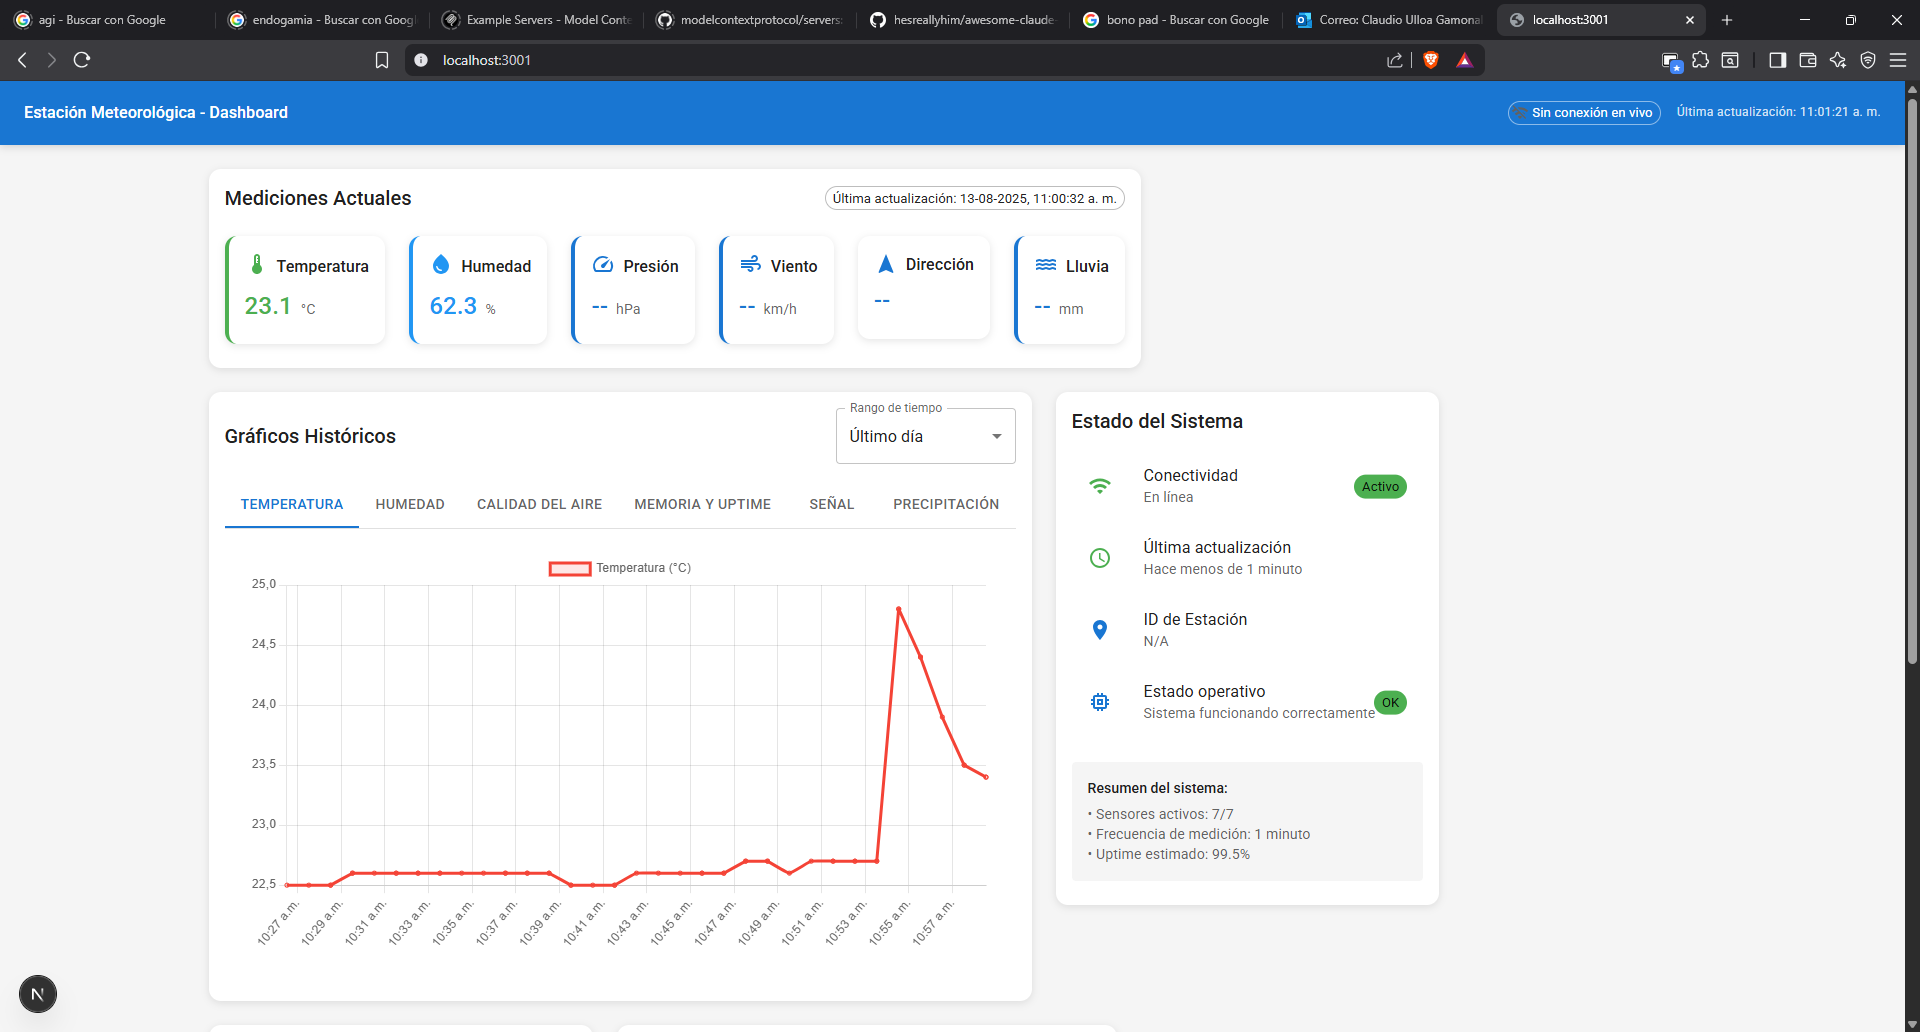 agi - Buscar con Google
endogamia - Buscar con Goog
Example Servers - Model Conte
modelcontextprotocol/servers:
hesreallyhim/awesome-claude-
bono pad - Buscar con Google
Correo: Claudio Ulloa Gamonal
localhost:3001
localhost:3001
Estación Meteorológica - Dashboard
Sin conexión en vivo
Última actualización: 11:01:21 a. m.
Mediciones Actuales
Última actualización: 13-08-2025, 11:00:32 a. m.
Temperatura
23.1 °C
Humedad
62.3 %
Presión
-- hPa
Viento
-- km/h
Dirección
--
Lluvia
-- mm
Gráficos Históricos
Rango de tiempo
Último día
TEMPERATURA
HUMEDAD
CALIDAD DEL AIRE
MEMORIA Y UPTIME
SEÑAL
PRECIPITACIÓN
Temperatura (°C)
25,0
24,5
24,0
23,5
23,0
22,5
10:27 a.m.
10:29 a.m.
10:31 a.m.
10:33 a.m.
10:35 a.m.
10:37 a.m.
10:39 a.m.
10:41 a.m.
10:43 a.m.
10:45 a.m.
10:47 a.m.
10:49 a.m.
10:51 a.m.
10:53 a.m.
10:55 a.m.
10:57 a.m.
Estado del Sistema
Conectividad
En línea
Activo
Última actualización
Hace menos de 1 minuto
ID de Estación
N/A
Estado operativo
Sistema funcionando correctamente
OK
Resumen del sistema:
• Sensores activos: 7/7
• Frecuencia de medición: 1 minuto
• Uptime estimado: 99.5%
N